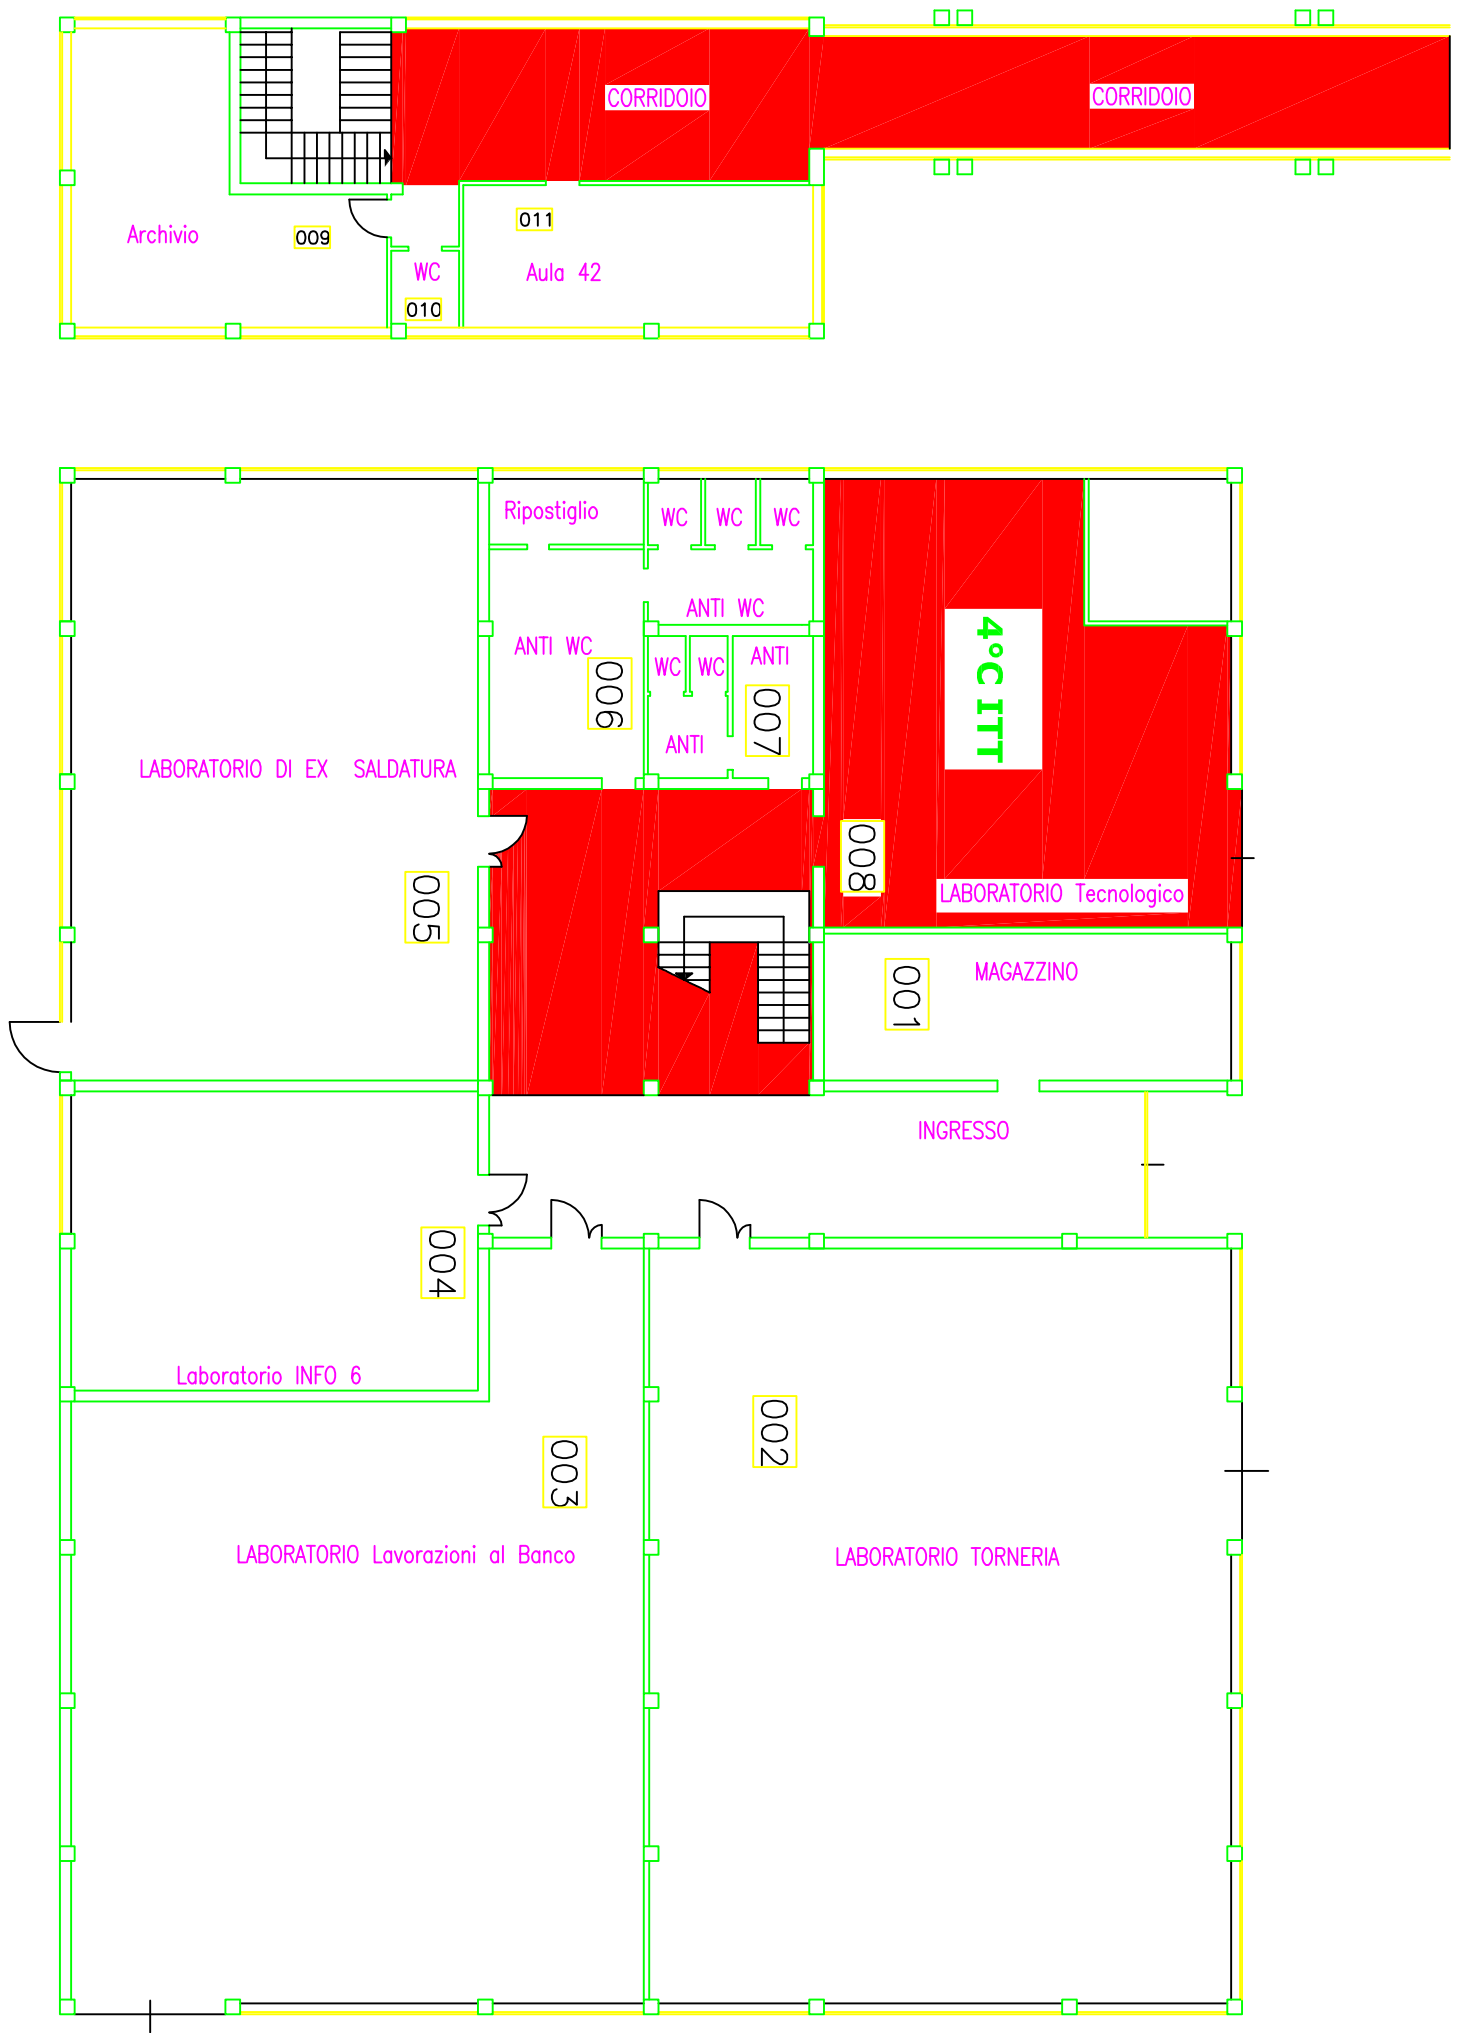 CORRIDOIO
CORRIDOIO
Archivio
009
011
WC
Aula 42
010
Ripostiglio
WC
WC
WC
ANTI WC
ANTI WC
WC
WC
ANTI
4°C ITT
006
007
ANTI
LABORATORIO DI EX SALDATURA
008
LABORATORIO Tecnologico
005
MAGAZZINO
001
INGRESSO
004
Laboratorio INFO 6
002
003
LABORATORIO Lavorazioni al Banco
LABORATORIO TORNERIA